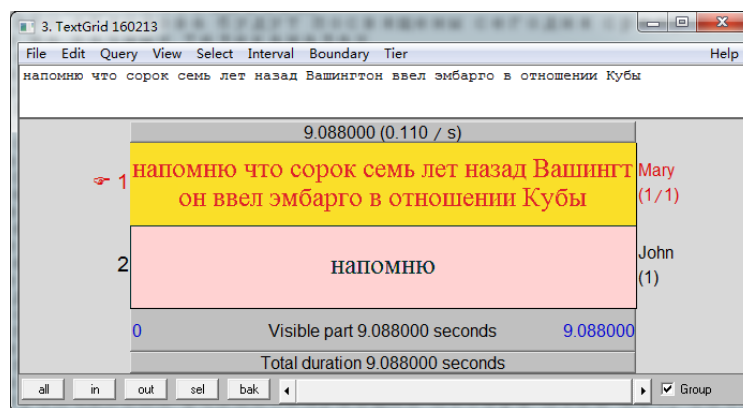 3. TextGrid 160213
File Edit Query View Select Interval Boundary Tier Help
напомню что сорок семь лет назад Вашингтон ввел эмбарго в отношении Кубы
9.088000 (0.110 / s)
☞ 1 напомню что сорок семь лет назад Вашингт Mary
он ввел эмбарго в отношении Кубы (1/1)
2 напомню John
(1)
0 Visible part 9.088000 seconds 9.088000
Total duration 9.088000 seconds
all in out sel bak Group